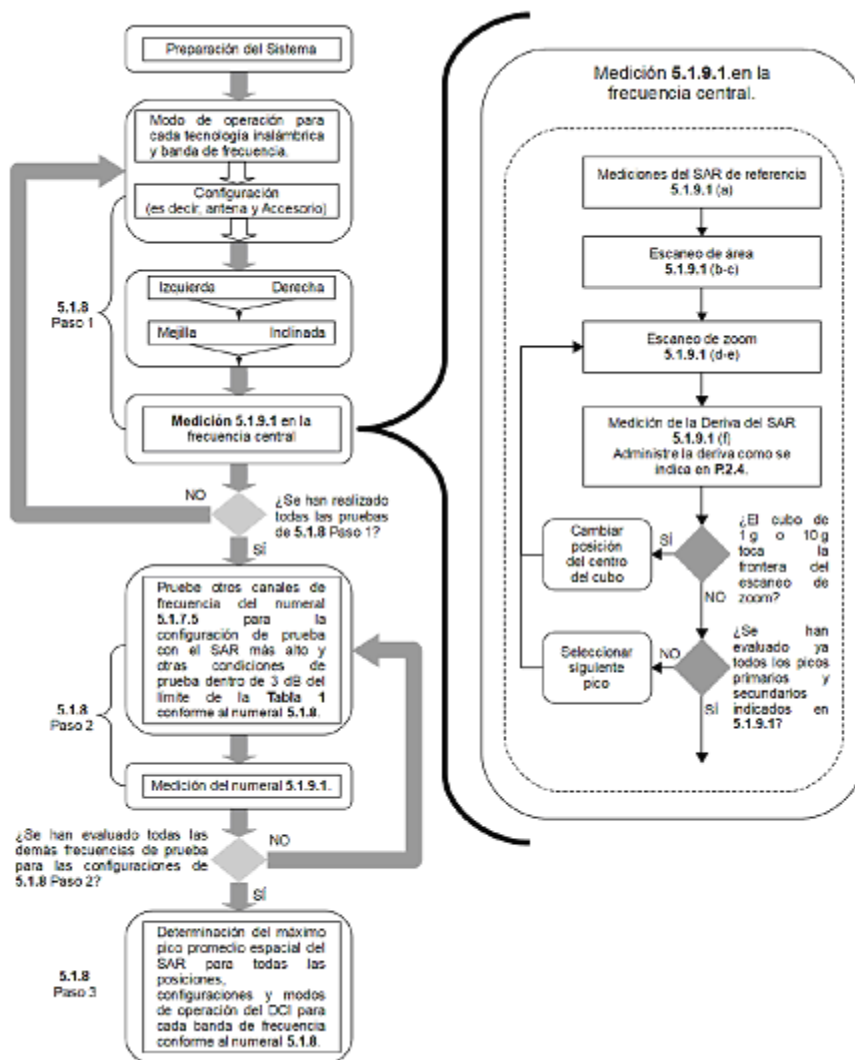 Preparación del Sistema
Modo de operación para
cada tecnología inalámbrica
y banda de frecuencia.
Configuración
(es decir, antena y Accesorio)
Izquierda Derecha
Mejilla Inclinada
5.1.8
Paso 1
Medición 5.1.9.1 en la
frecuencia central
NO
¿Se han realizado
todas las pruebas
de 5.1.8 Paso 1?
SÍ
Pruebe otros canales de
frecuencia del numeral
5.1.7.5 para la
configuración de prueba
con el SAR más alto y
otras condiciones de
prueba dentro de 3 dB del
límite de la Tabla 1
conforme al numeral 5.1.8.
5.1.8
Paso 2
Medición del numeral 5.1.9.1.
¿Se han evaluado todas las
demás frecuencias de prueba
para las configuraciones de
5.1.8 Paso 2?
NO
SÍ
5.1.8
Paso 3
Determinación del máximo
pico promedio espacial del
SAR para todas las
posiciones,
configuraciones y modos
de operación del DCI para
cada banda de frecuencia
conforme al numeral 5.1.8.
Medición 5.1.9.1.en la
frecuencia central.
Mediciones del SAR de referencia
5.1.9.1 (a)
Escaneo de área
5.1.9.1 (b-c)
Escaneo de zoom
5.1.9.1 (d-e)
Medición de la Deriva del SAR
5.1.9.1 (f)
Administre la deriva como se
indica en P.2.4.
Cambiar
posición
del centro
del cubo
SÍ
¿El cubo de
1 g o 10 g
toca la
frontera del
escaneo de
zoom?
NO
Seleccionar
siguiente
pico
NO
¿Se han
evaluado ya
todos los picos
primarios y
secundarios
indicados en
5.1.9.1?
SÍ